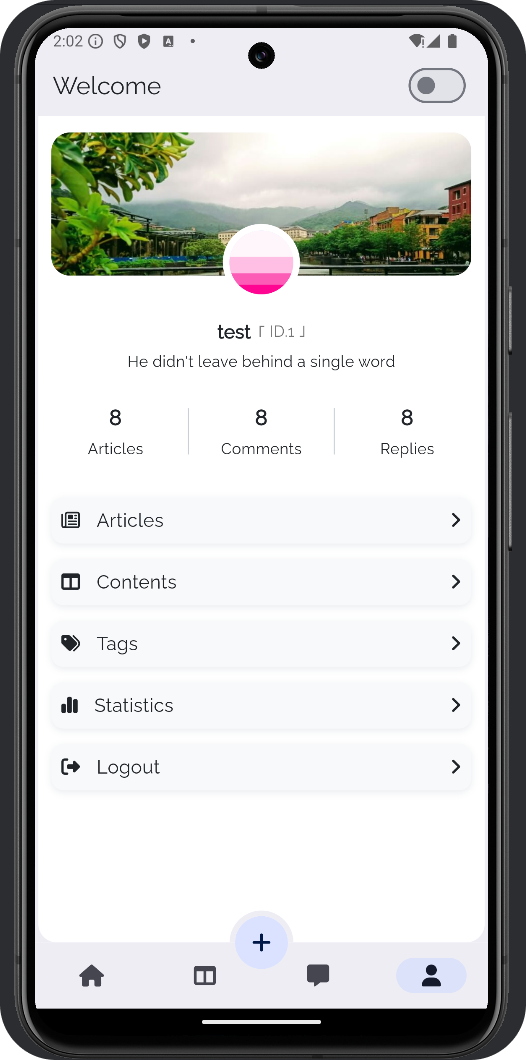 2:02
Welcome
test「 ID.1 」
He didn't leave behind a single word
8 8 8
Articles Comments Replies
Articles
Contents
Tags
Statistics
Logout